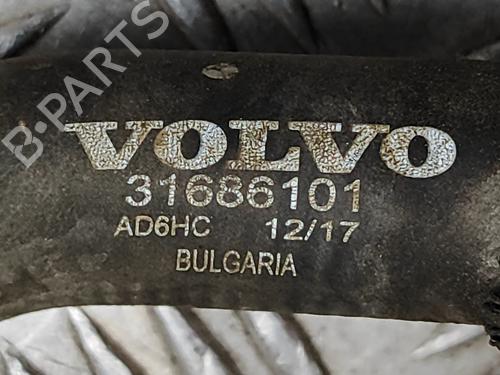 B-PARTS
VOLVO
31686101
AD6HC 12/17
BULGARIA